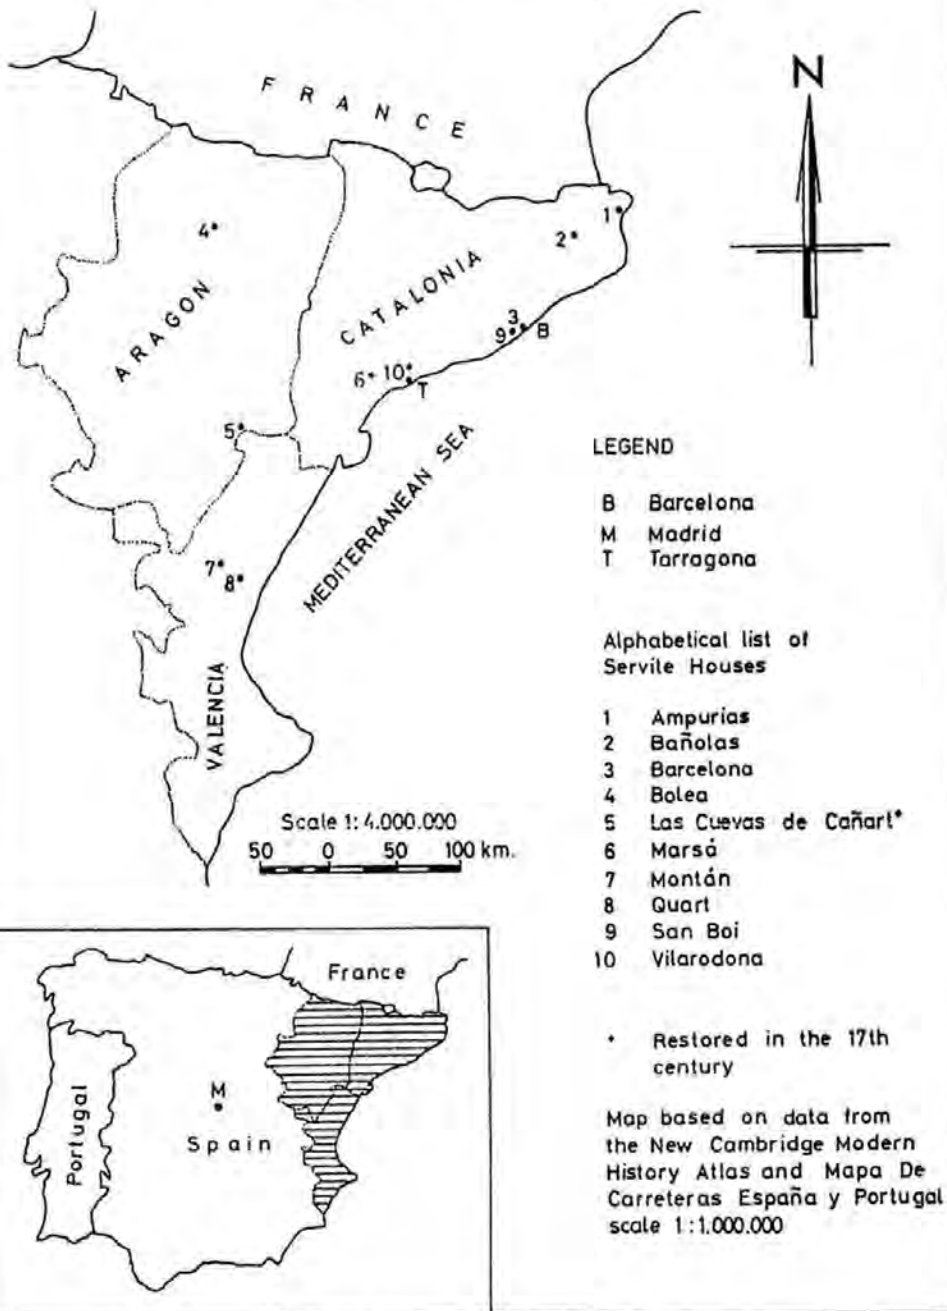 FRANCE
N
1
4
2
ARAGON
CATALONIA
3
9 B
6 10
T
5
MEDITERRANEAN SEA
7
8
VALENCIA
Scale 1:4.000.000
50 0 50 100 km.
LEGEND
B Barcelona
M Madrid
T Tarragona
Alphabetical list of
Servile Houses
1 Ampurias
2 Bañolas
3 Barcelona
4 Bolea
5 Las Cuevas de Cañart*
6 Marsá
7 Montán
8 Quart
9 San Boi
10 Vilarodona
* Restored in the 17th
century
Map based on data from
the New Cambridge Modern
History Atlas and Mapa De
Carreteras España y Portugal
scale 1:1.000.000
France
M
Spain
Portugal